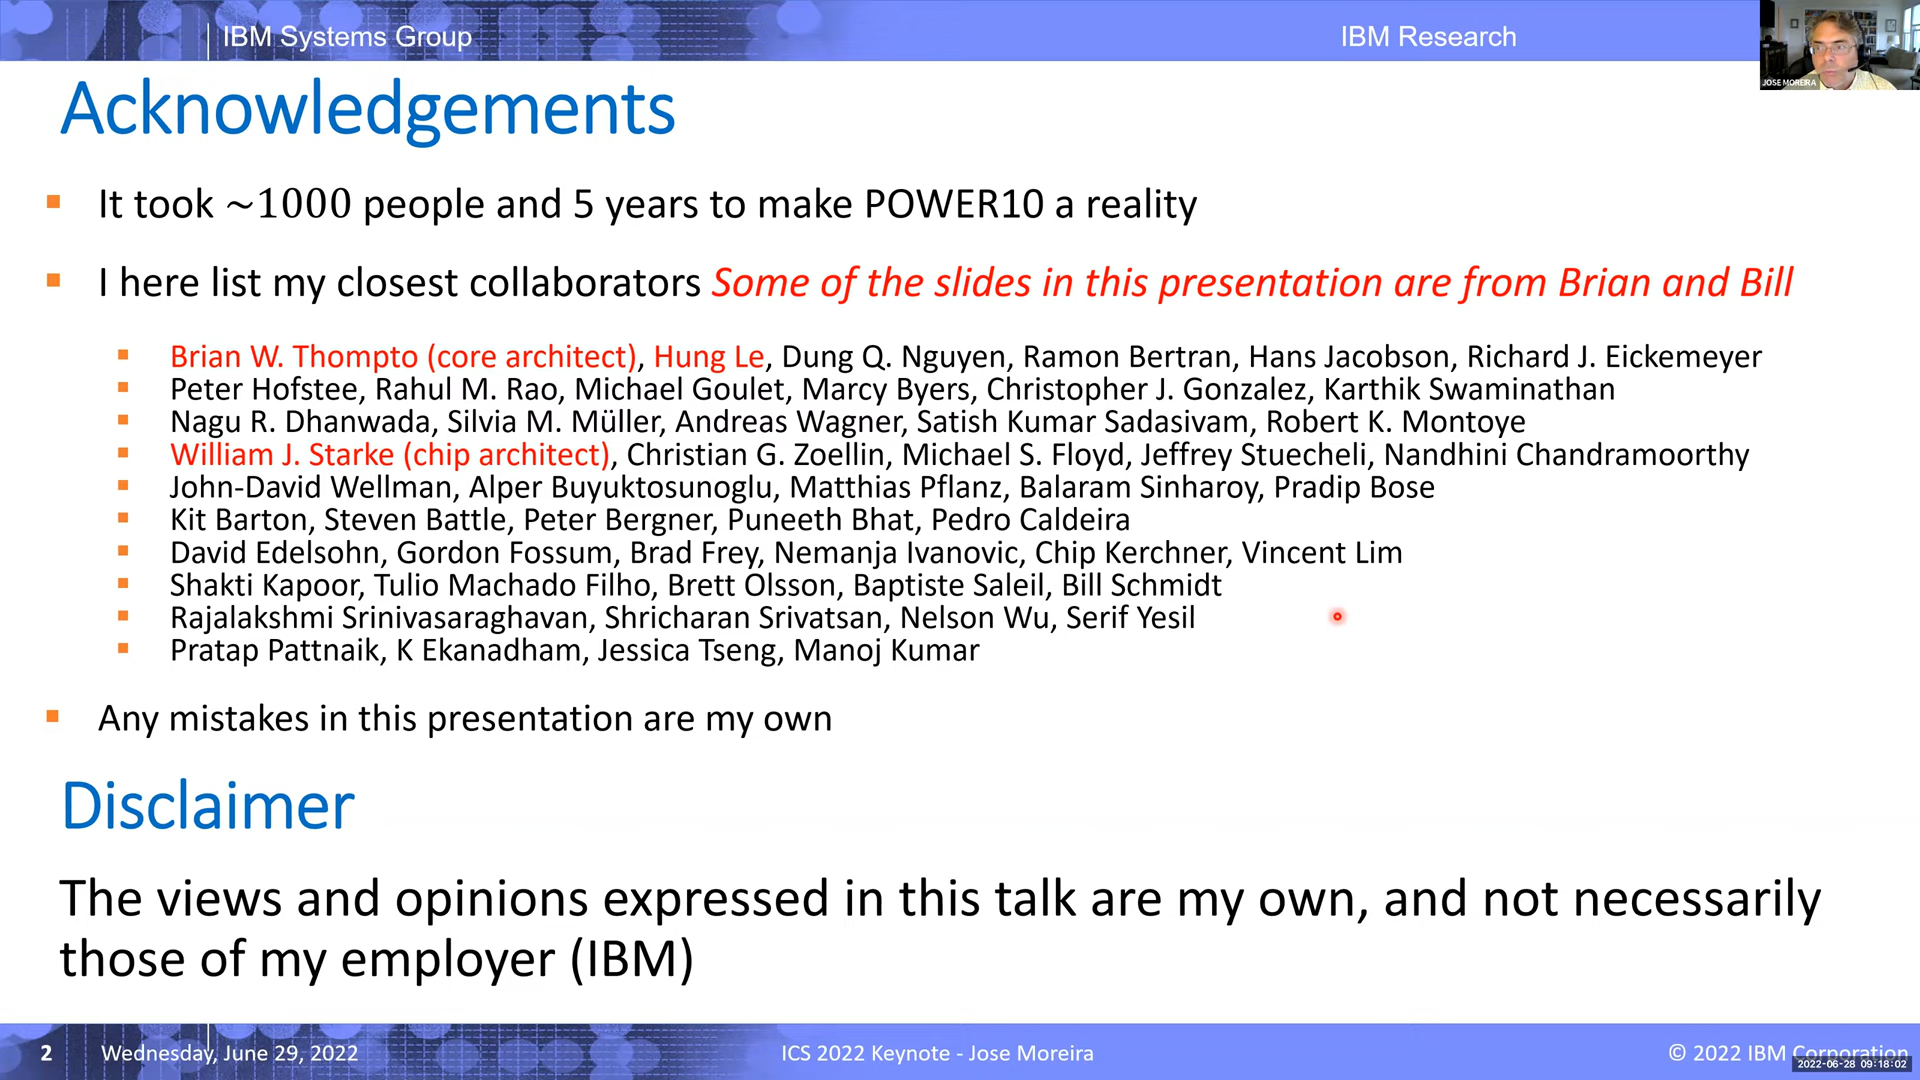 IBM Systems Group
IBM Research
JOSE MOREIRA
Acknowledgements
It took ~1000 people and 5 years to make POWER10 a reality
I here list my closest collaborators Some of the slides in this presentation are from Brian and Bill
Brian W. Thompto (core architect), Hung Le, Dung Q. Nguyen, Ramon Bertran, Hans Jacobson, Richard J. Eickemeyer
Peter Hofstee, Rahul M. Rao, Michael Goulet, Marcy Byers, Christopher J. Gonzalez, Karthik Swaminathan
Nagu R. Dhanwada, Silvia M. Müller, Andreas Wagner, Satish Kumar Sadasivam, Robert K. Montoye
William J. Starke (chip architect), Christian G. Zoellin, Michael S. Floyd, Jeffrey Stuecheli, Nandhini Chandramoorthy
John-David Wellman, Alper Buyuktosunoglu, Matthias Pflanz, Balaram Sinharoy, Pradip Bose
Kit Barton, Steven Battle, Peter Bergner, Puneeth Bhat, Pedro Caldeira
David Edelsohn, Gordon Fossum, Brad Frey, Nemanja Ivanovic, Chip Kerchner, Vincent Lim
Shakti Kapoor, Tulio Machado Filho, Brett Olsson, Baptiste Saleil, Bill Schmidt
Rajalakshmi Srinivasaraghavan, Shricharan Srivatsan, Nelson Wu, Serif Yesil
Pratap Pattnaik, K Ekanadham, Jessica Tseng, Manoj Kumar
Any mistakes in this presentation are my own
Disclaimer
The views and opinions expressed in this talk are my own, and not necessarily
those of my employer (IBM)
2
Wednesday, June 29, 2022
ICS 2022 Keynote - Jose Moreira
© 2022 IBM Corporation
2022-06-28 09:18:02